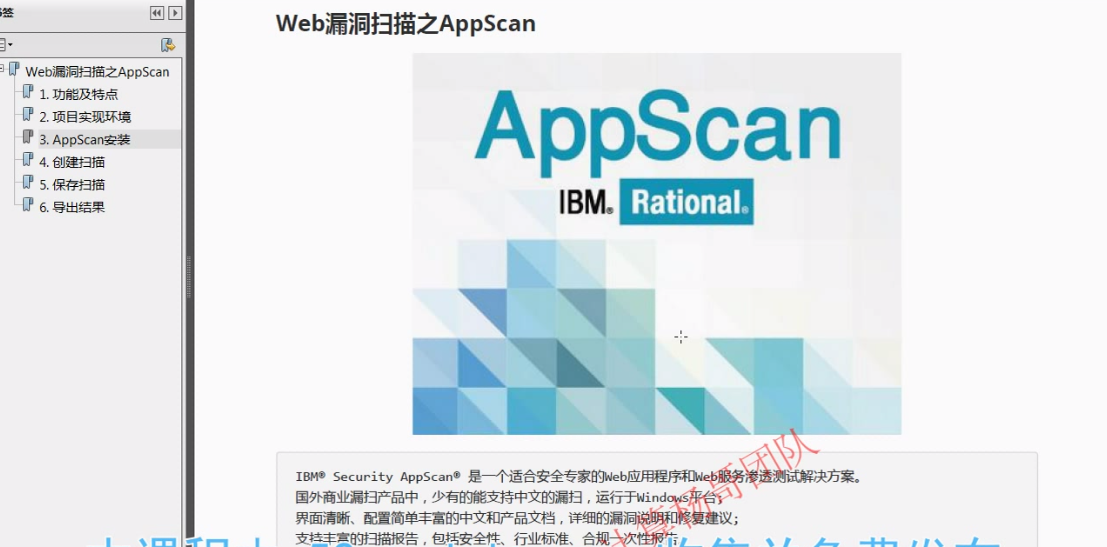 签
Web漏洞扫描之AppScan
1. 功能及特点
2. 项目实现环境
3. AppScan安装
4. 创建扫描
5. 保存扫描
6. 导出结果
Web漏洞扫描之AppScan
AppScan
IBM® Rational®
IBM® Security AppScan® 是一个适合安全专家的Web应用程序和Web服务渗透测试解决方案。
国外商业漏扫产品中，少有的能支持中文的漏扫，运行于Windows平台；
界面清晰、配置简单丰富的中文和产品文档，详细的漏洞说明和修复建议；
支持丰富的扫描报告，包括安全性、行业标准、合规一次性报告
计算杨哥团队